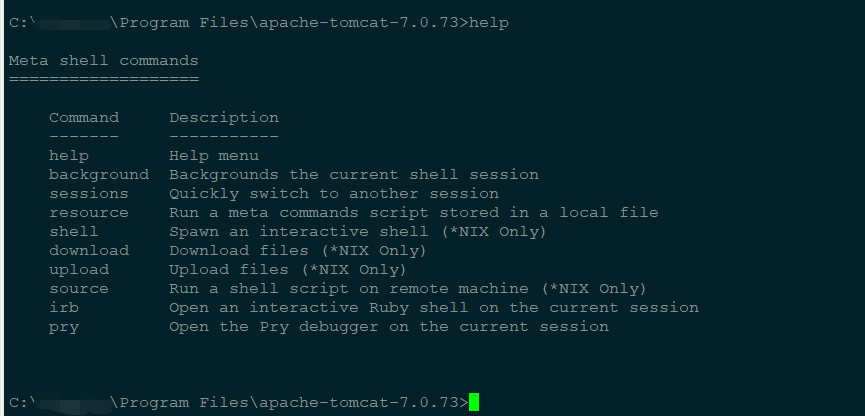 C:\ \Program Files\apache-tomcat-7.0.73>help
Meta shell commands
===================
Command Description
------- -----------
help Help menu
background Backgrounds the current shell session
sessions Quickly switch to another session
resource Run a meta commands script stored in a local file
shell Spawn an interactive shell (*NIX Only)
download Download files (*NIX Only)
upload Upload files (*NIX Only)
source Run a shell script on remote machine (*NIX Only)
irb Open an interactive Ruby shell on the current session
pry Open the Pry debugger on the current session
C:\ \Program Files\apache-tomcat-7.0.73>